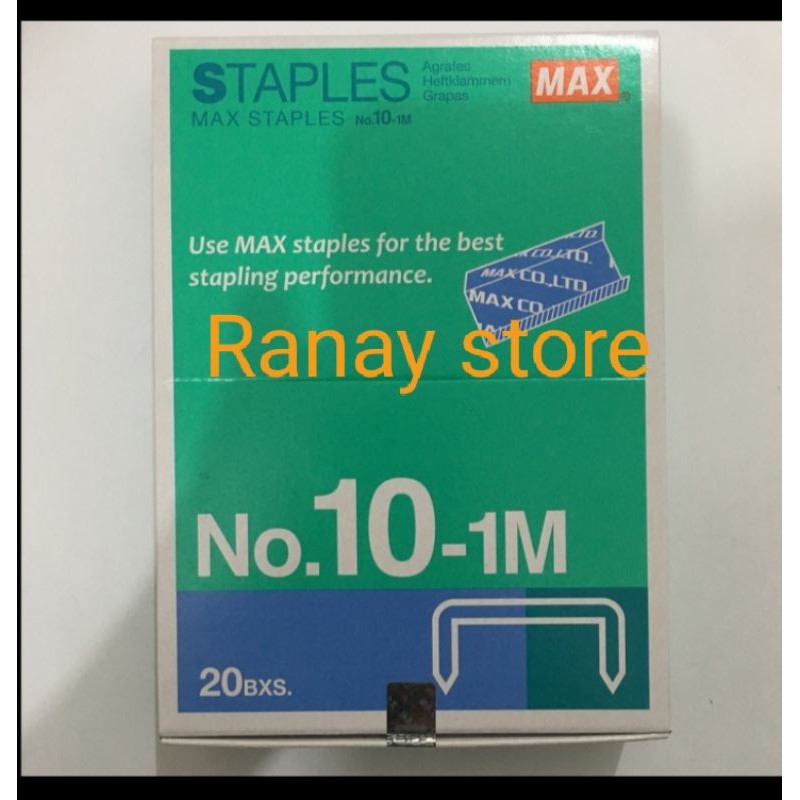 STAPLES
Agrafes
Heftklammern
Grapas
MAX
MAX STAPLES No.10-1M
Use MAX staples for the best
stapling performance.
CO.,LTD.
MAX CO.,LTD
MAX CO.
Ranay store
No.10-1M
20BXS.